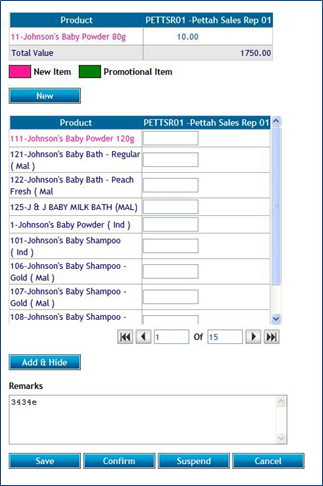 Product PETTSR01 -Pettah Sales Rep 01
11-Johnson's Baby Powder 80g 10.00
Total Value 1750.00
New Item Promotional Item
New
Product PETTSR01 -Pettah Sales Rep 01
111-Johnson's Baby Powder 120g
121-Johnson's Baby Bath - Regular
( Mal )
122-Johnson's Baby Bath - Peach
Fresh ( Mal
125-J & J BABY MILK BATH (MAL)
1-Johnson's Baby Powder ( Ind )
101-Johnson's Baby Shampoo
( Ind )
106-Johnson's Baby Shampoo -
Gold ( Mal )
107-Johnson's Baby Shampoo -
Gold ( Mal )
108-Johnson's Baby Shampoo -
1 Of 15
Add & Hide
Remarks
3434e
Save Confirm Suspend Cancel